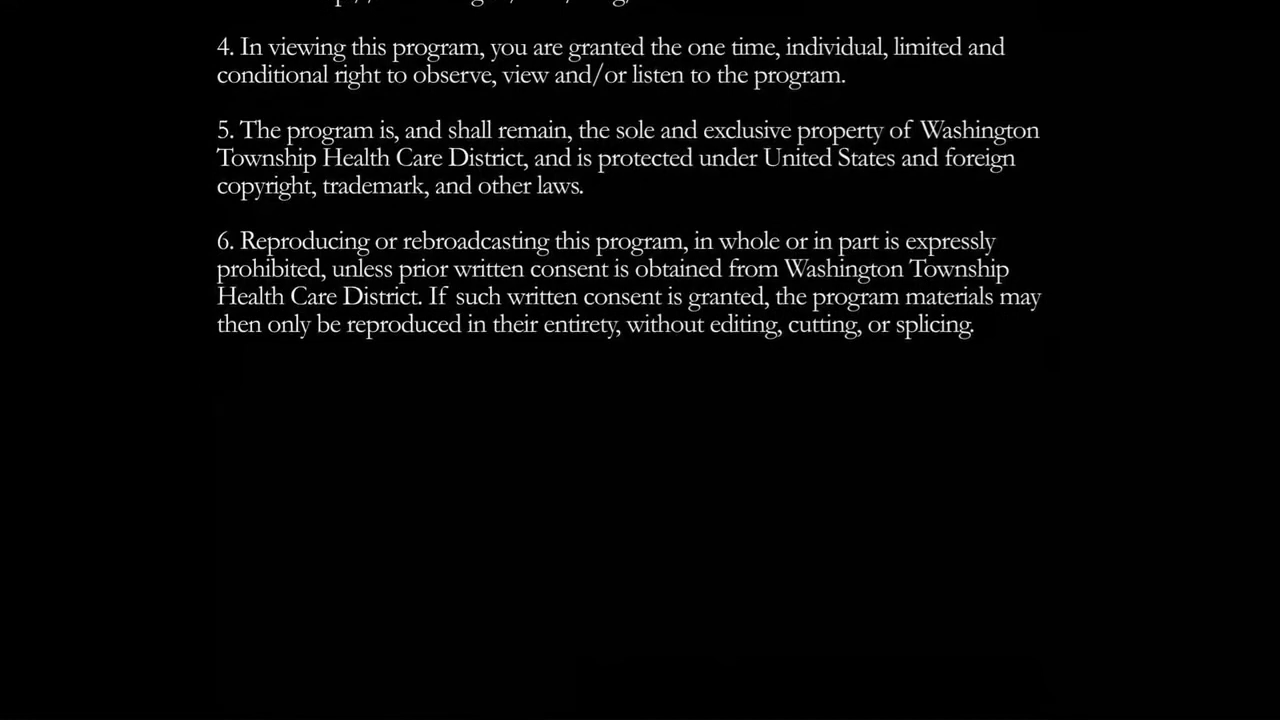 4. In viewing this program, you are granted the one time, individual, limited and
conditional right to observe, view and/or listen to the program.
5. The program is, and shall remain, the sole and exclusive property of Washington
Township Health Care District, and is protected under United States and foreign
copyright, trademark, and other laws.
6. Reproducing or rebroadcasting this program, in whole or in part is expressly
prohibited, unless prior written consent is obtained from Washington Township
Health Care District. If such written consent is granted, the program materials may
then only be reproduced in their entirety, without editing, cutting, or splicing.